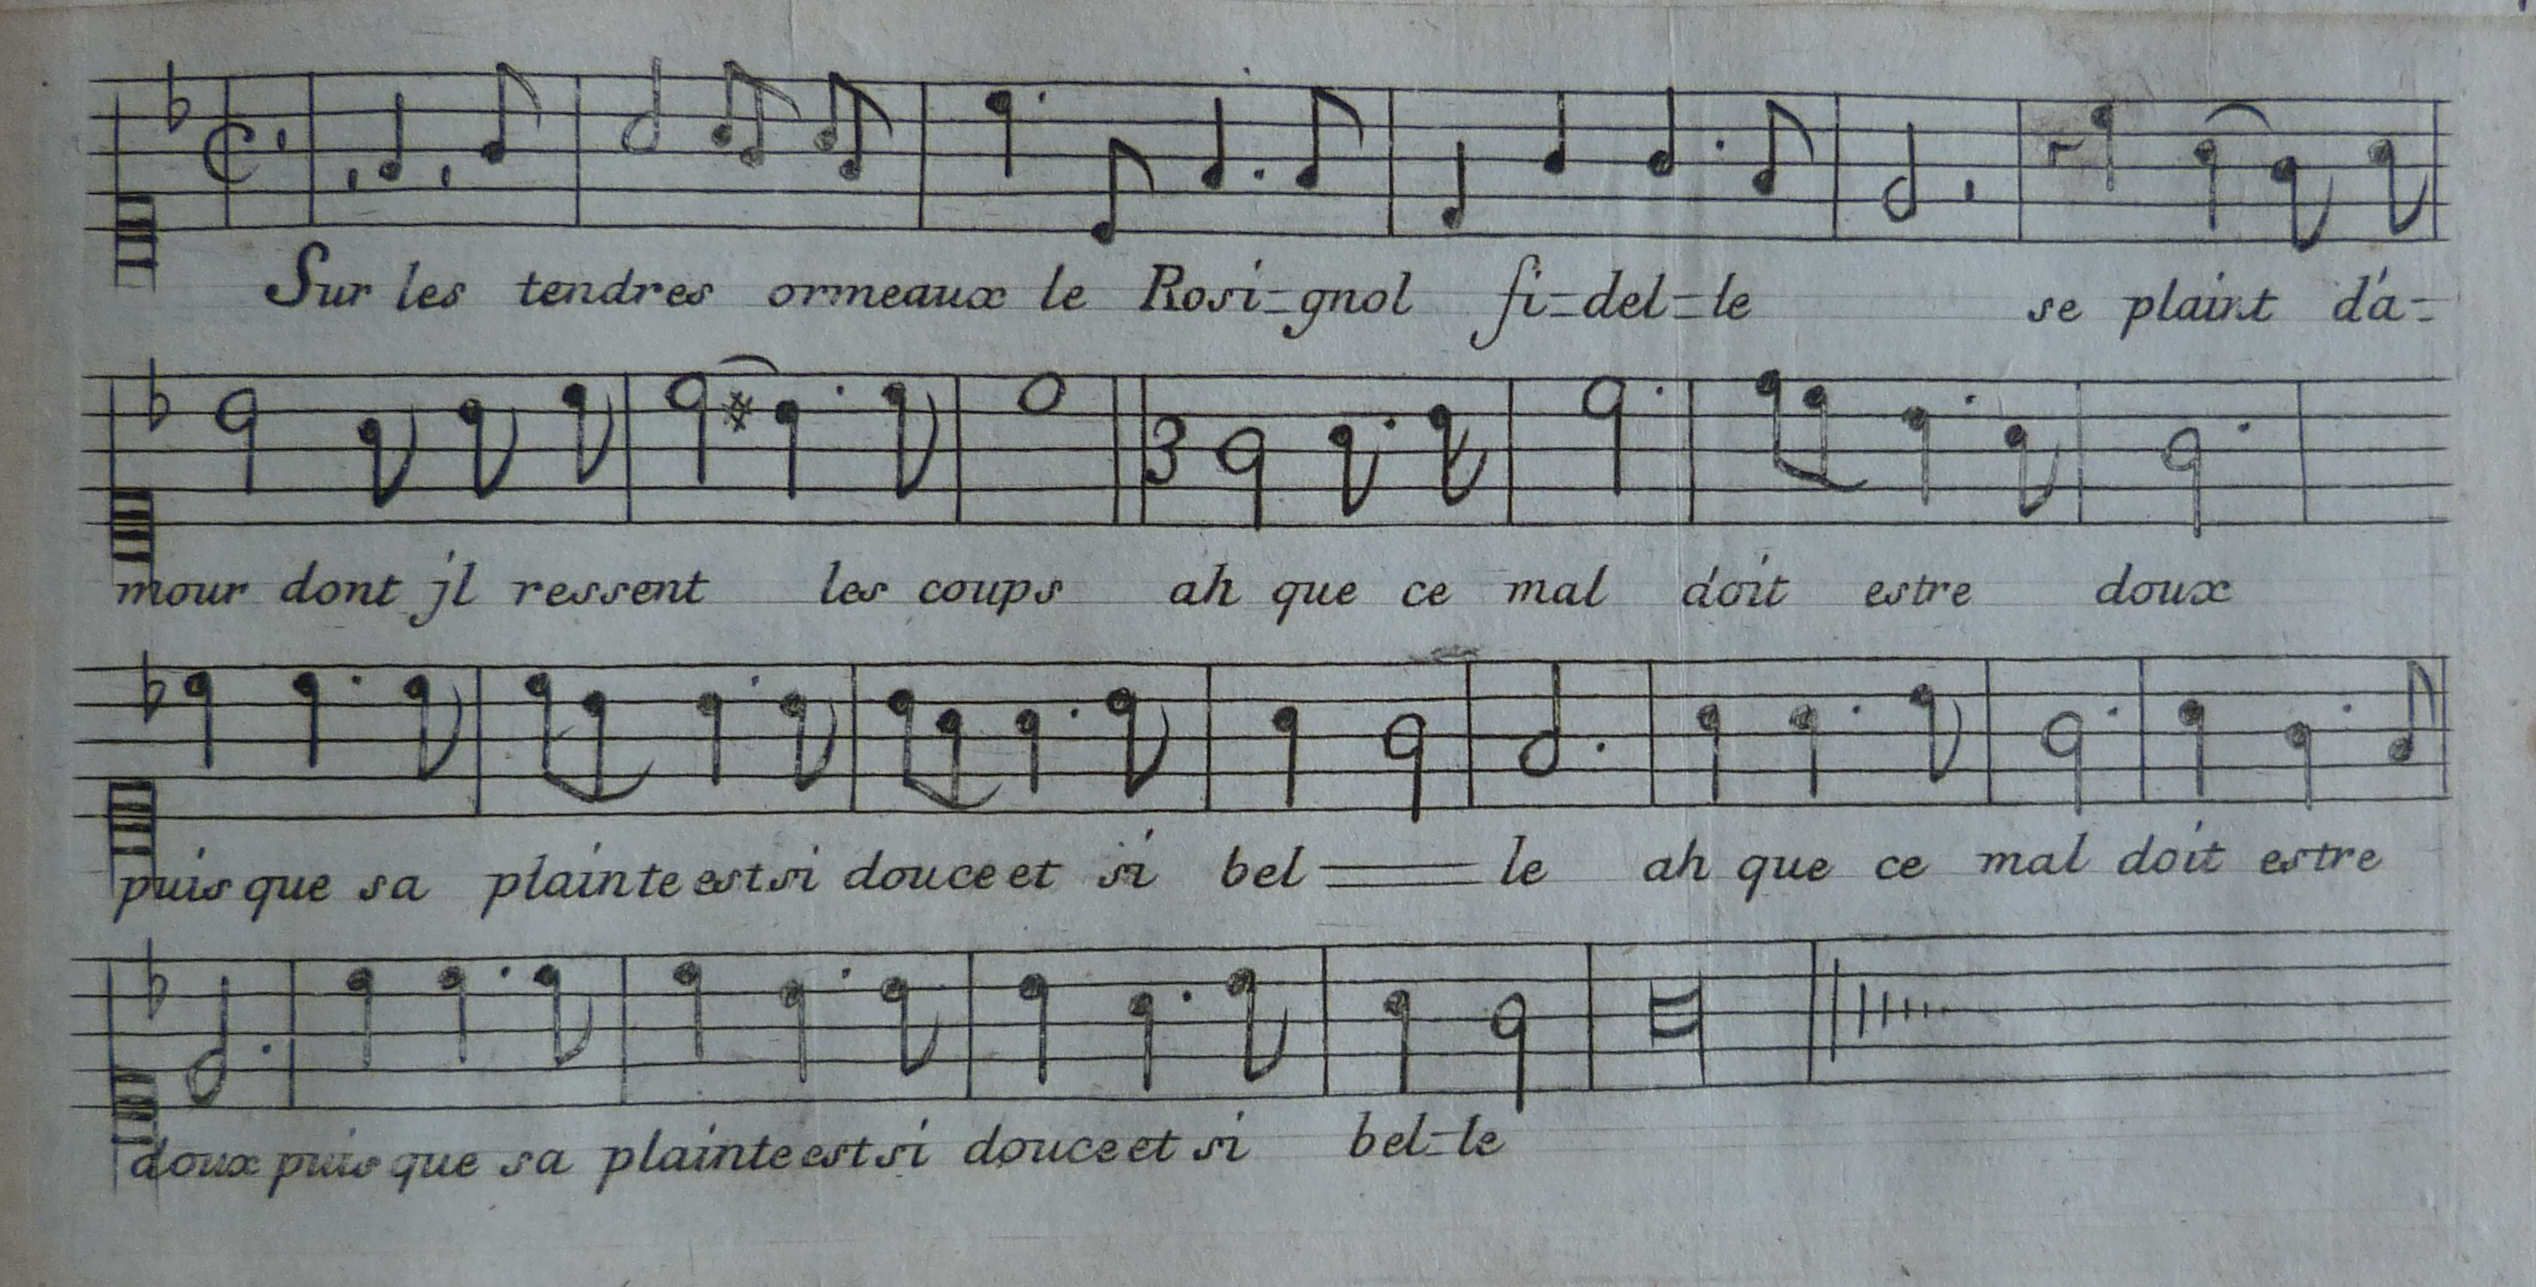 Sur les tendres ormeaux le Rosi=gnol fi=del=le se plaint d'a=
mour dont jl ressent les coups ah que ce mal doit estre doux
puis que sa plainte est si douce et si bel=le ah que ce mal doit estre
doux puis que sa plainte est si douce et si bel=le